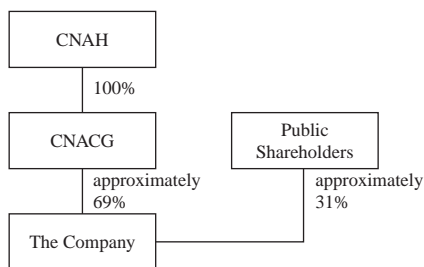 CNAH
100%
CNACG
Public
Shareholders
approximately
69%
approximately
31%
The Company